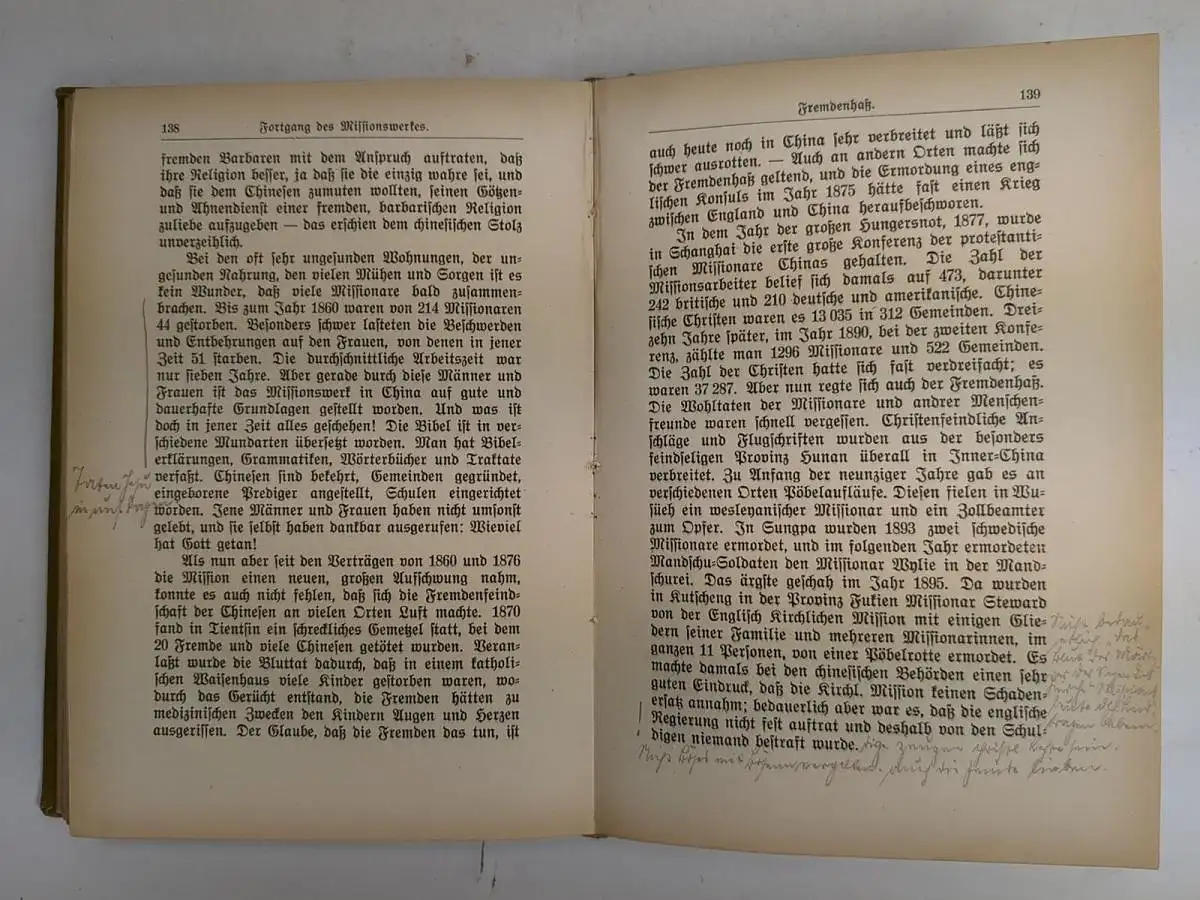 138 Fortgang des Missionswerkes.
fremden Barbaren mit dem Anspruch auftraten, daß
ihre Religion besser, ja daß sie die einzig wahre sei, und
daß sie dem Chinesen zumuten wollten, seinen Götzen-
und Ahnendienst einer fremden, barbarischen Religion
zuliebe aufzugeben — das erschien dem chinesischen Stolz
unverzeihlich.
Bei den oft sehr ungesunden Wohnungen, der un-
gesunden Nahrung, den vielen Mühen und Sorgen ist es
kein Wunder, daß viele Missionare bald zusammen-
brachen. Bis zum Jahr 1860 waren von 214 Missionaren
44 gestorben. Besonders schwer lasteten die Beschwerden
und Entbehrungen auf den Frauen, von denen in jener
Zeit 51 starben. Die durchschnittliche Arbeitszeit war
nur sieben Jahre. Aber gerade durch diese Männer und
Frauen ist das Missionswerk in China auf gute und
dauerhafte Grundlagen gestellt worden. Und was ist
doch in jener Zeit alles geschehen! Die Bibel ist in ver-
schiedene Mundarten übersetzt worden. Man hat Bibel-
erklärungen, Grammatiken, Wörterbücher und Traktate
verfaßt. Chinesen sind bekehrt, Gemeinden gegründet,
eingeborene Prediger angestellt, Schulen eingerichtet
worden. Jene Männer und Frauen haben nicht umsonst
gelebt, und sie selbst haben dankbar ausgerufen: Wieviel
hat Gott getan!
Als nun aber seit den Verträgen von 1860 und 1876
die Mission einen neuen, großen Aufschwung nahm,
konnte es auch nicht fehlen, daß sich die Fremdenfeind-
schaft der Chinesen an vielen Orten Luft machte. 1870
fand in Tientsin ein schreckliches Gemetzel statt, bei dem
20 Fremde und viele Chinesen getötet wurden. Veran-
laßt wurde die Bluttat dadurch, daß in einem katholi-
schen Waisenhaus viele Kinder gestorben waren, wo-
durch das Gerücht entstand, die Fremden hätten zu
medizinischen Zwecken den Kindern Augen und Herzen
ausgerissen. Der Glaube, daß die Fremden das tun, ist
Taten Jesu
Fremdenhaß. 139
auch heute noch in China sehr verbreitet und läßt sich
schwer ausrotten. — Auch an andern Orten machte sich
der Fremdenhaß geltend, und die Ermordung eines eng-
lischen Konsuls im Jahr 1875 hätte fast einen Krieg
zwischen England und China heraufbeschworen.
In dem Jahr der großen Hungersnot, 1877, wurde
in Schanghai die erste große Konferenz der protestanti-
schen Missionare Chinas gehalten. Die Zahl der
Missionsarbeiter belief sich damals auf 473, darunter
242 britische und 210 deutsche und amerikanische. Chine-
sische Christen waren es 13 035 in 312 Gemeinden. Drei-
zehn Jahre später, im Jahr 1890, bei der zweiten Konfe-
renz, zählte man 1296 Missionare und 522 Gemeinden.
Die Zahl der Christen hatte sich fast verdreifacht; es
waren 37 287. Aber nun regte sich auch der Fremdenhaß.
Die Wohltaten der Missionare und andrer Menschen-
freunde waren schnell vergessen. Christenfeindliche An-
schläge und Flugschriften wurden aus der besonders
feindseligen Provinz Hunan überall in Inner-China
verbreitet. Zu Anfang der neunziger Jahre gab es an
verschiedenen Orten Pöbelaufläufe. Diesen fielen in Wu-
süeh ein wesleyanischer Missionar und ein Zollbeamter
zum Opfer. In Sungpa wurden 1893 zwei schwedische
Missionare ermordet, und im folgenden Jahr ermordeten
Mandschu-Soldaten den Missionar Wylie in der Mand-
schurei. Das ärgste geschah im Jahr 1895. Da wurden
in Kutscheng in der Provinz Fukien Missionar Steward
von der Englisch Kirchlichen Mission mit einigen Glie-
dern seiner Familie und mehreren Missionarinnen, im
ganzen 11 Personen, von einer Pöbelrotte ermordet. Es
machte damals bei den chinesischen Behörden einen sehr
guten Eindruck, daß die Kirchl. Mission keinen Schaden-
ersatz annahm; bedauerlich aber war es, daß die englische
Regierung nicht fest auftrat und deshalb von den Schul-
digen niemand bestraft wurde.
Nicht Böses mit Bösem vergelten. auch die Feinde lieben.